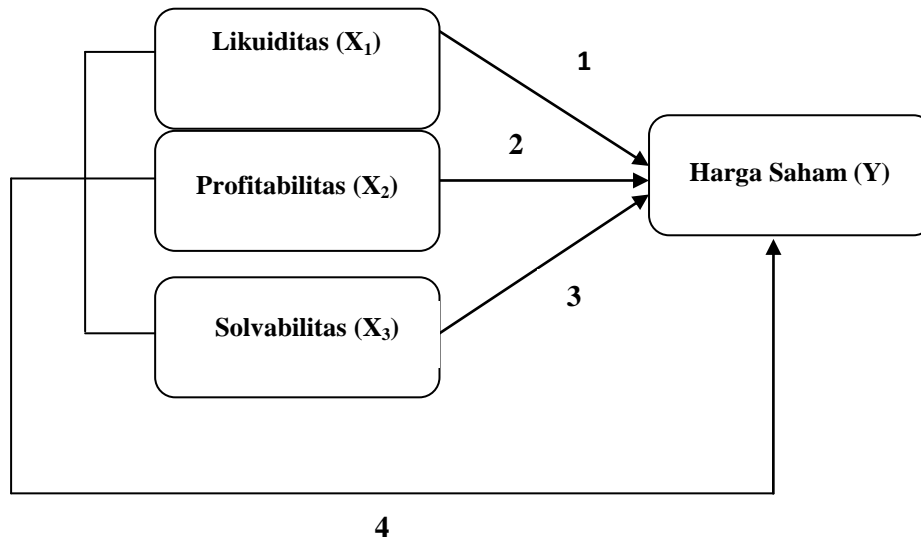 Likuiditas (X₁)
1
2
Harga Saham (Y)
Profitabilitas (X₂)
3
Solvabilitas (X₃)
4